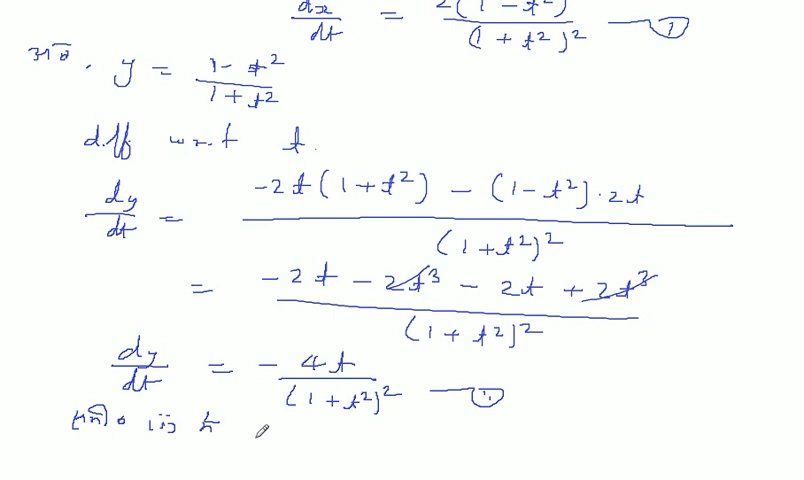 dx/dt = 2(1 - t²)/(1 + t²)² — ①
अब. y = (1 - t²)/(1 + t²)
diff w.r.t t.
dy/dt = (-2t(1 + t²) - (1 - t²)·2t)/(1 + t²)²
= (-2t - 2t³ - 2t + 2t³)/(1 + t²)²
dy/dt = -4t/(1 + t²)² — ⑪